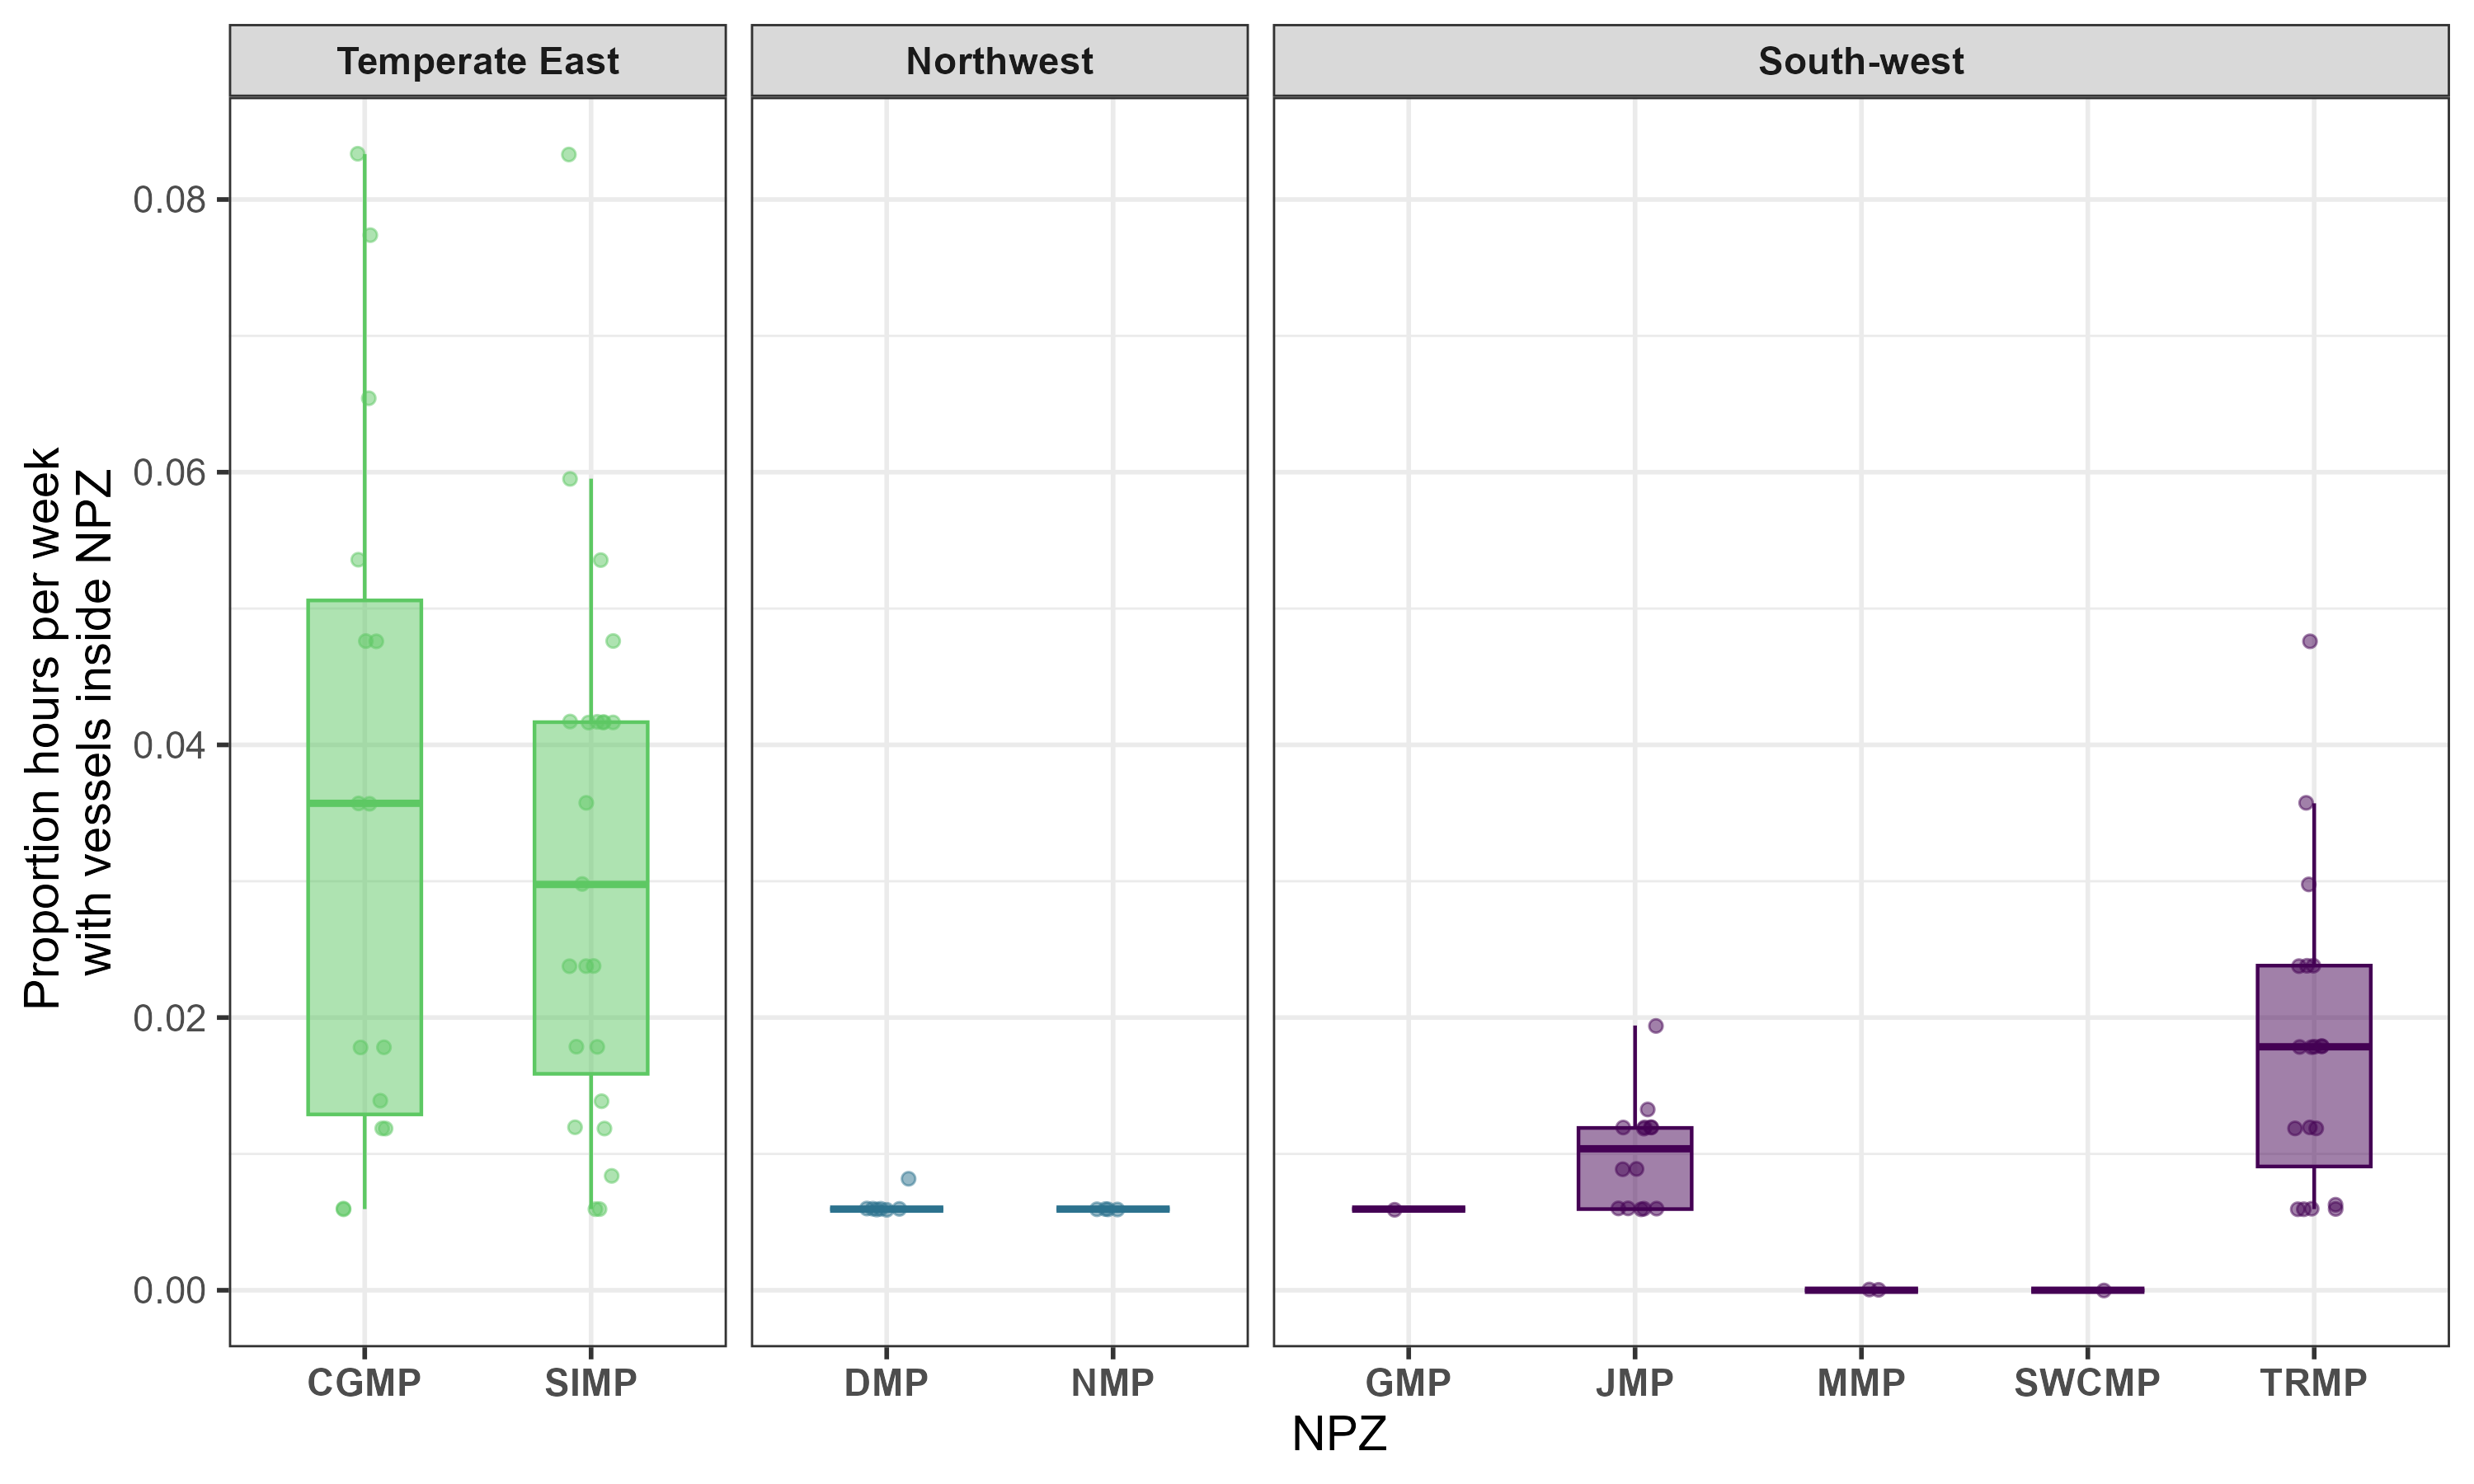 Temperate East
Northwest
South-west
Proportion hours per week
with vessels inside NPZ
0.08
0.06
0.04
0.02
0.00
CGMP
SIMP
DMP
NMP
GMP
JMP
MMP
SWCMP
TRMP
NPZ